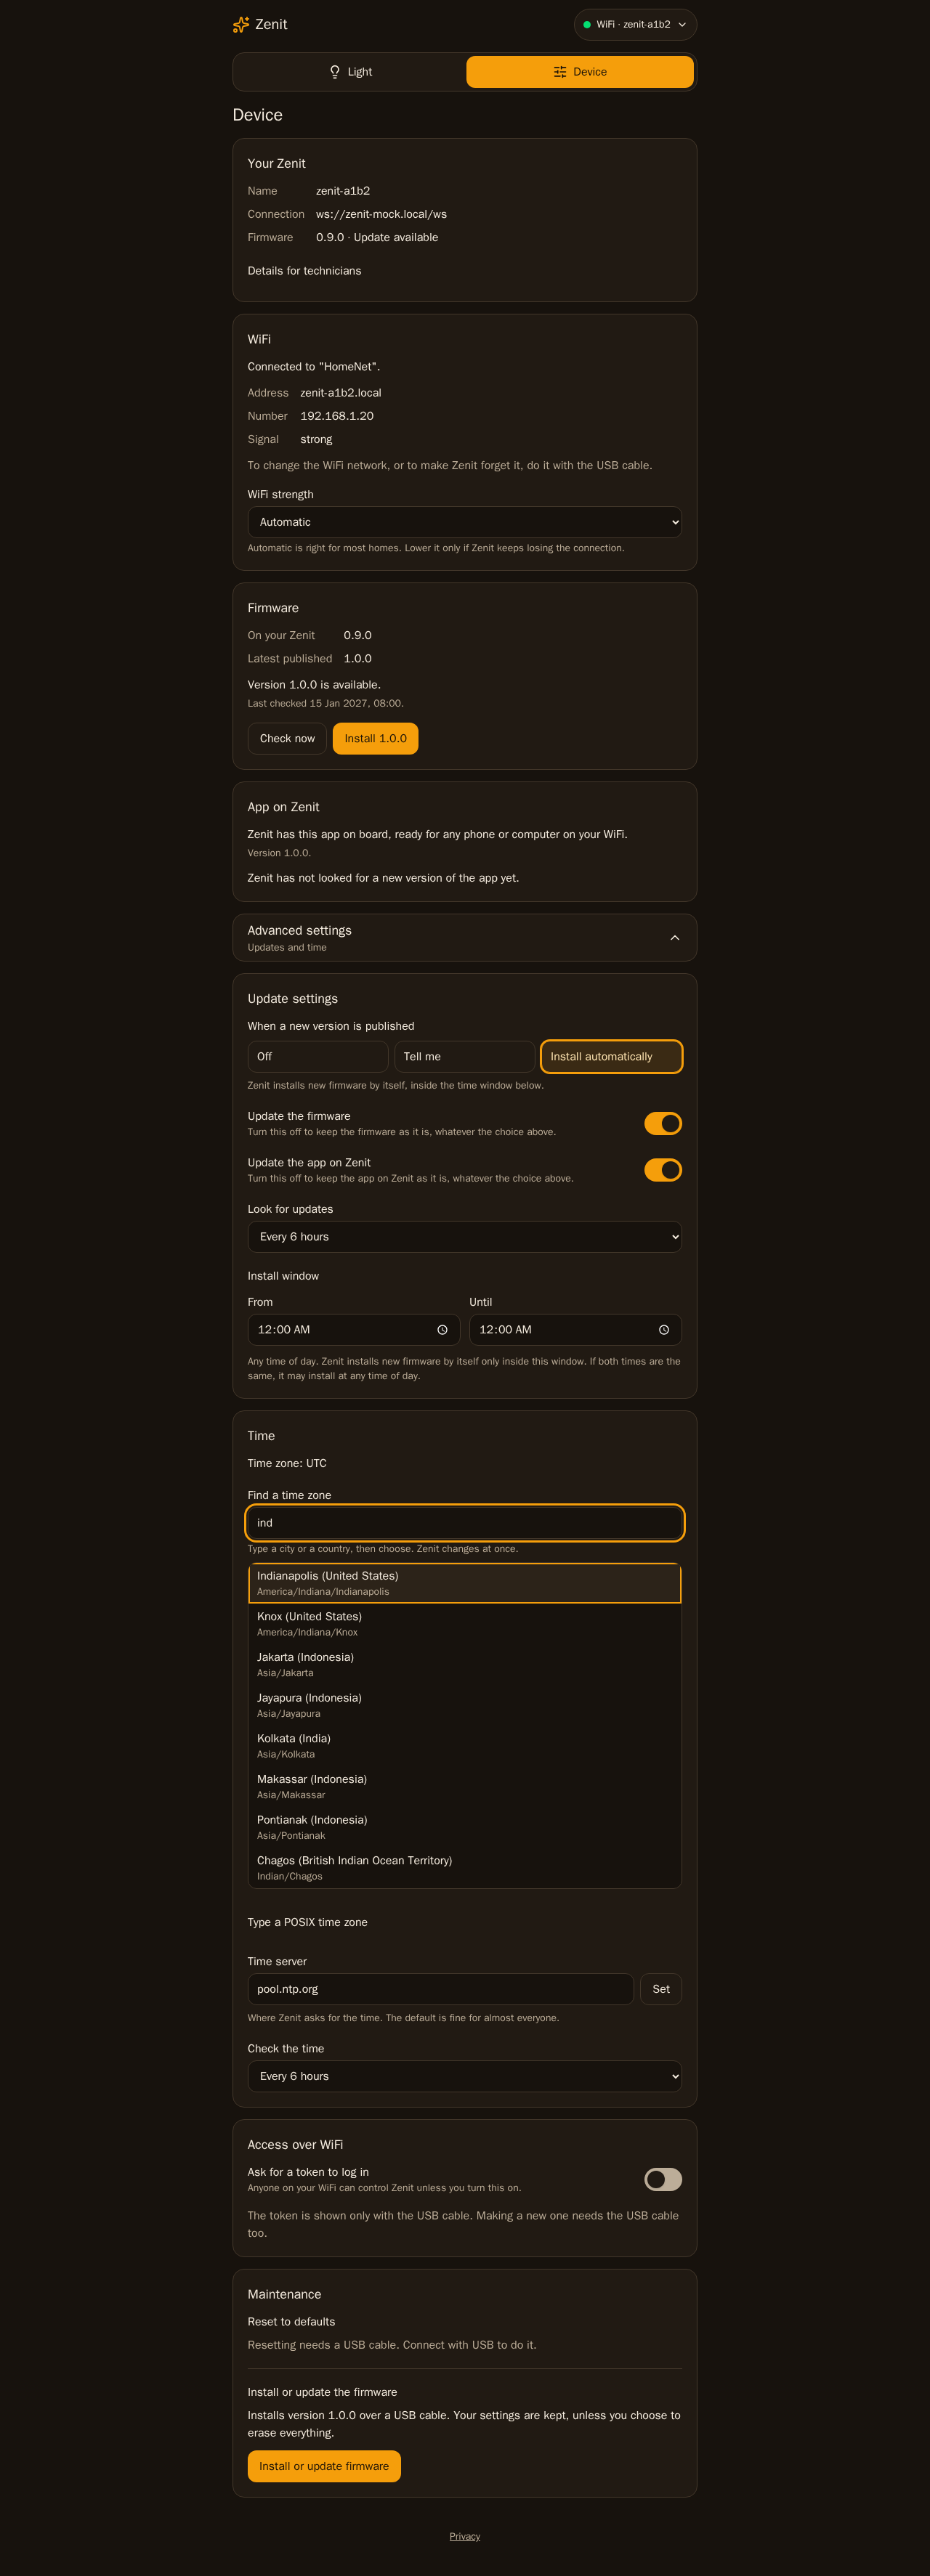 Zenit
WiFi · zenit-a1b2
Light
Device
Device
Your Zenit
Name zenit-a1b2
Connection ws://zenit-mock.local/ws
Firmware 0.9.0 · Update available
Details for technicians
WiFi
Connected to "HomeNet".
Address zenit-a1b2.local
Number 192.168.1.20
Signal strong
To change the WiFi network, or to make Zenit forget it, do it with the USB cable.
WiFi strength
Automatic
Automatic is right for most homes. Lower it only if Zenit keeps losing the connection.
Firmware
On your Zenit 0.9.0
Latest published 1.0.0
Version 1.0.0 is available.
Last checked 15 Jan 2027, 08:00.
Check now
Install 1.0.0
App on Zenit
Zenit has this app on board, ready for any phone or computer on your WiFi.
Version 1.0.0.
Zenit has not looked for a new version of the app yet.
Advanced settings
Updates and time
Update settings
When a new version is published
Off
Tell me
Install automatically
Zenit installs new firmware by itself, inside the time window below.
Update the firmware
Turn this off to keep the firmware as it is, whatever the choice above.
Update the app on Zenit
Turn this off to keep the app on Zenit as it is, whatever the choice above.
Look for updates
Every 6 hours
Install window
From
Until
12:00 AM
12:00 AM
Any time of day. Zenit installs new firmware by itself only inside this window. If both times are the
same, it may install at any time of day.
Time
Time zone: UTC
Find a time zone
ind
Type a city or a country, then choose. Zenit changes at once.
Indianapolis (United States)
America/Indiana/Indianapolis
Knox (United States)
America/Indiana/Knox
Jakarta (Indonesia)
Asia/Jakarta
Jayapura (Indonesia)
Asia/Jayapura
Kolkata (India)
Asia/Kolkata
Makassar (Indonesia)
Asia/Makassar
Pontianak (Indonesia)
Asia/Pontianak
Chagos (British Indian Ocean Territory)
Indian/Chagos
Type a POSIX time zone
Time server
pool.ntp.org
Set
Where Zenit asks for the time. The default is fine for almost everyone.
Check the time
Every 6 hours
Access over WiFi
Ask for a token to log in
Anyone on your WiFi can control Zenit unless you turn this on.
The token is shown only with the USB cable. Making a new one needs the USB cable
too.
Maintenance
Reset to defaults
Resetting needs a USB cable. Connect with USB to do it.
Install or update the firmware
Installs version 1.0.0 over a USB cable. Your settings are kept, unless you choose to
erase everything.
Install or update firmware
Privacy